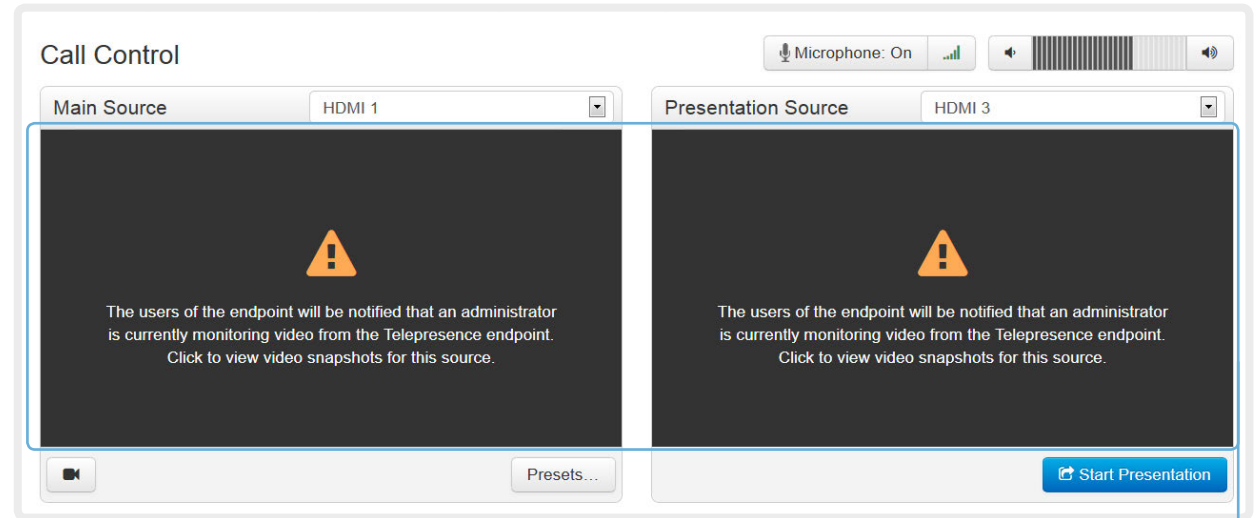 Call Control
Microphone: On
Main Source
HDMI 1
Presentation Source
HDMI 3
The users of the endpoint will be notified that an administrator
is currently monitoring video from the Telepresence endpoint.
Click to view video snapshots for this source.
The users of the endpoint will be notified that an administrator
is currently monitoring video from the Telepresence endpoint.
Click to view video snapshots for this source.
Presets...
Start Presentation